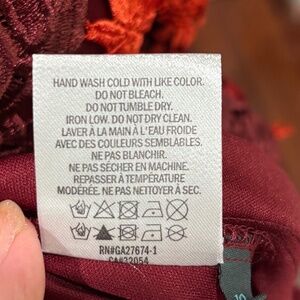 HAND WASH COLD WITH LIKE COLOR.
DO NOT BLEACH.
DO NOT TUMBLE DRY.
IRON LOW. DO NOT DRY CLEAN.
LAVER À LA MAIN À L'EAU FROIDE
AVEC DES COULEURS SEMBLABLES.
NE PAS BLANCHIR.
NE PAS SÉCHER EN MACHINE.
REPASSER À TEMPÉRATURE
MODÉRÉE. NE PAS NETTOYER À SEC.
RN#GA27674-1
CA#32054